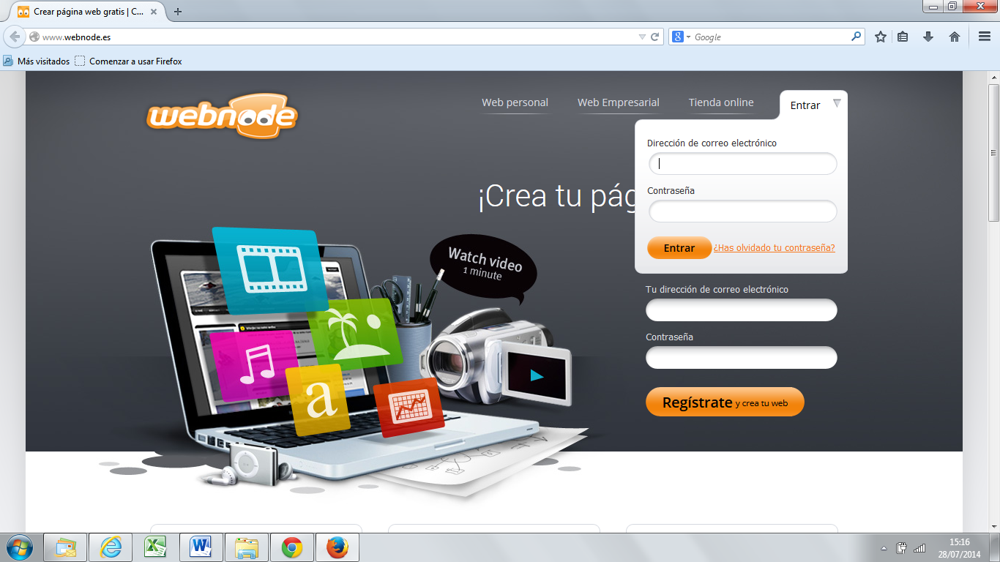 Crear página web gratis | C...
www.webnode.es
Google
Más visitados
Comenzar a usar Firefox
webnode
Web personal
Web Empresarial
Tienda online
Entrar
Dirección de correo electrónico
¡Crea tu pág
Contraseña
Entrar
¿Has olvidado tu contraseña?
Watch video
1 minute
Tu dirección de correo electrónico
Contraseña
a
Regístrate y crea tu web
15:16
28/07/2014